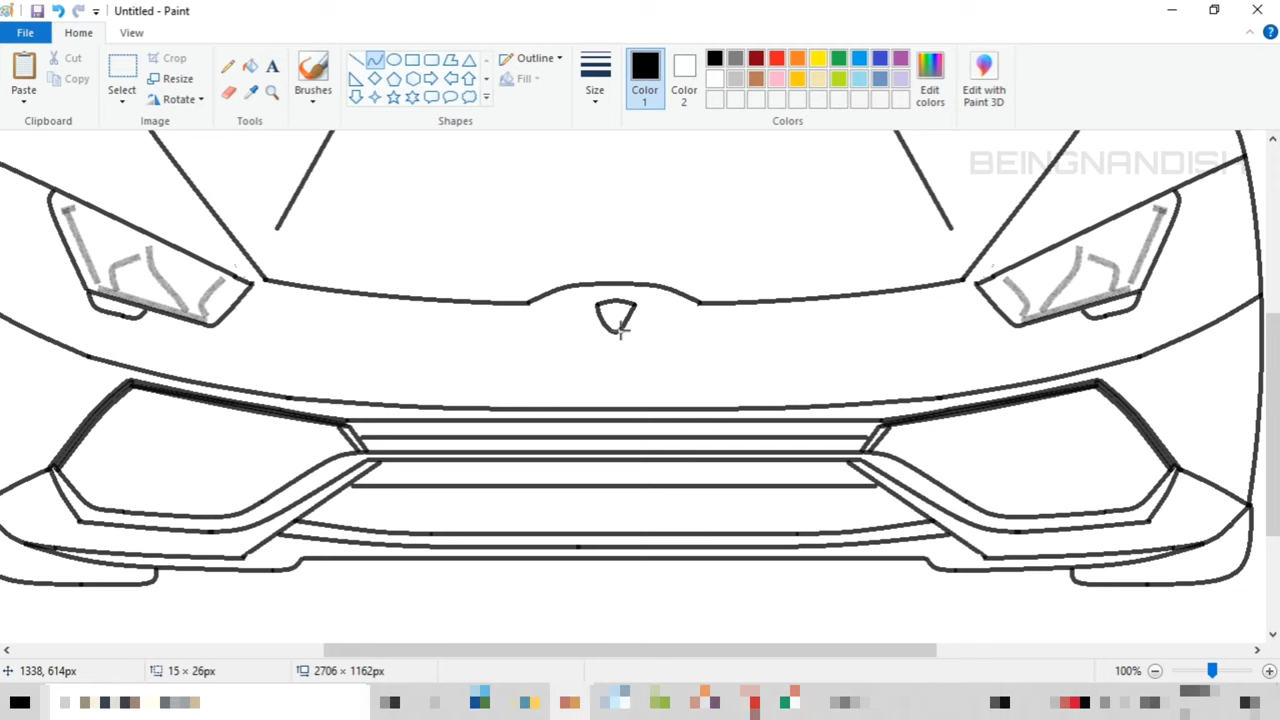 Untitled - Paint
File Home View
Paste
Cut
Copy
Clipboard
Select
Crop
Resize
Rotate
Image
A
Tools
Brushes
Outline
Fill
Shapes
Size
Color 1
Color 2
Edit colors
Colors
Edit with Paint 3D
BEINGNANDISH
1338, 614px
15 × 26px
2706 × 1162px
100%